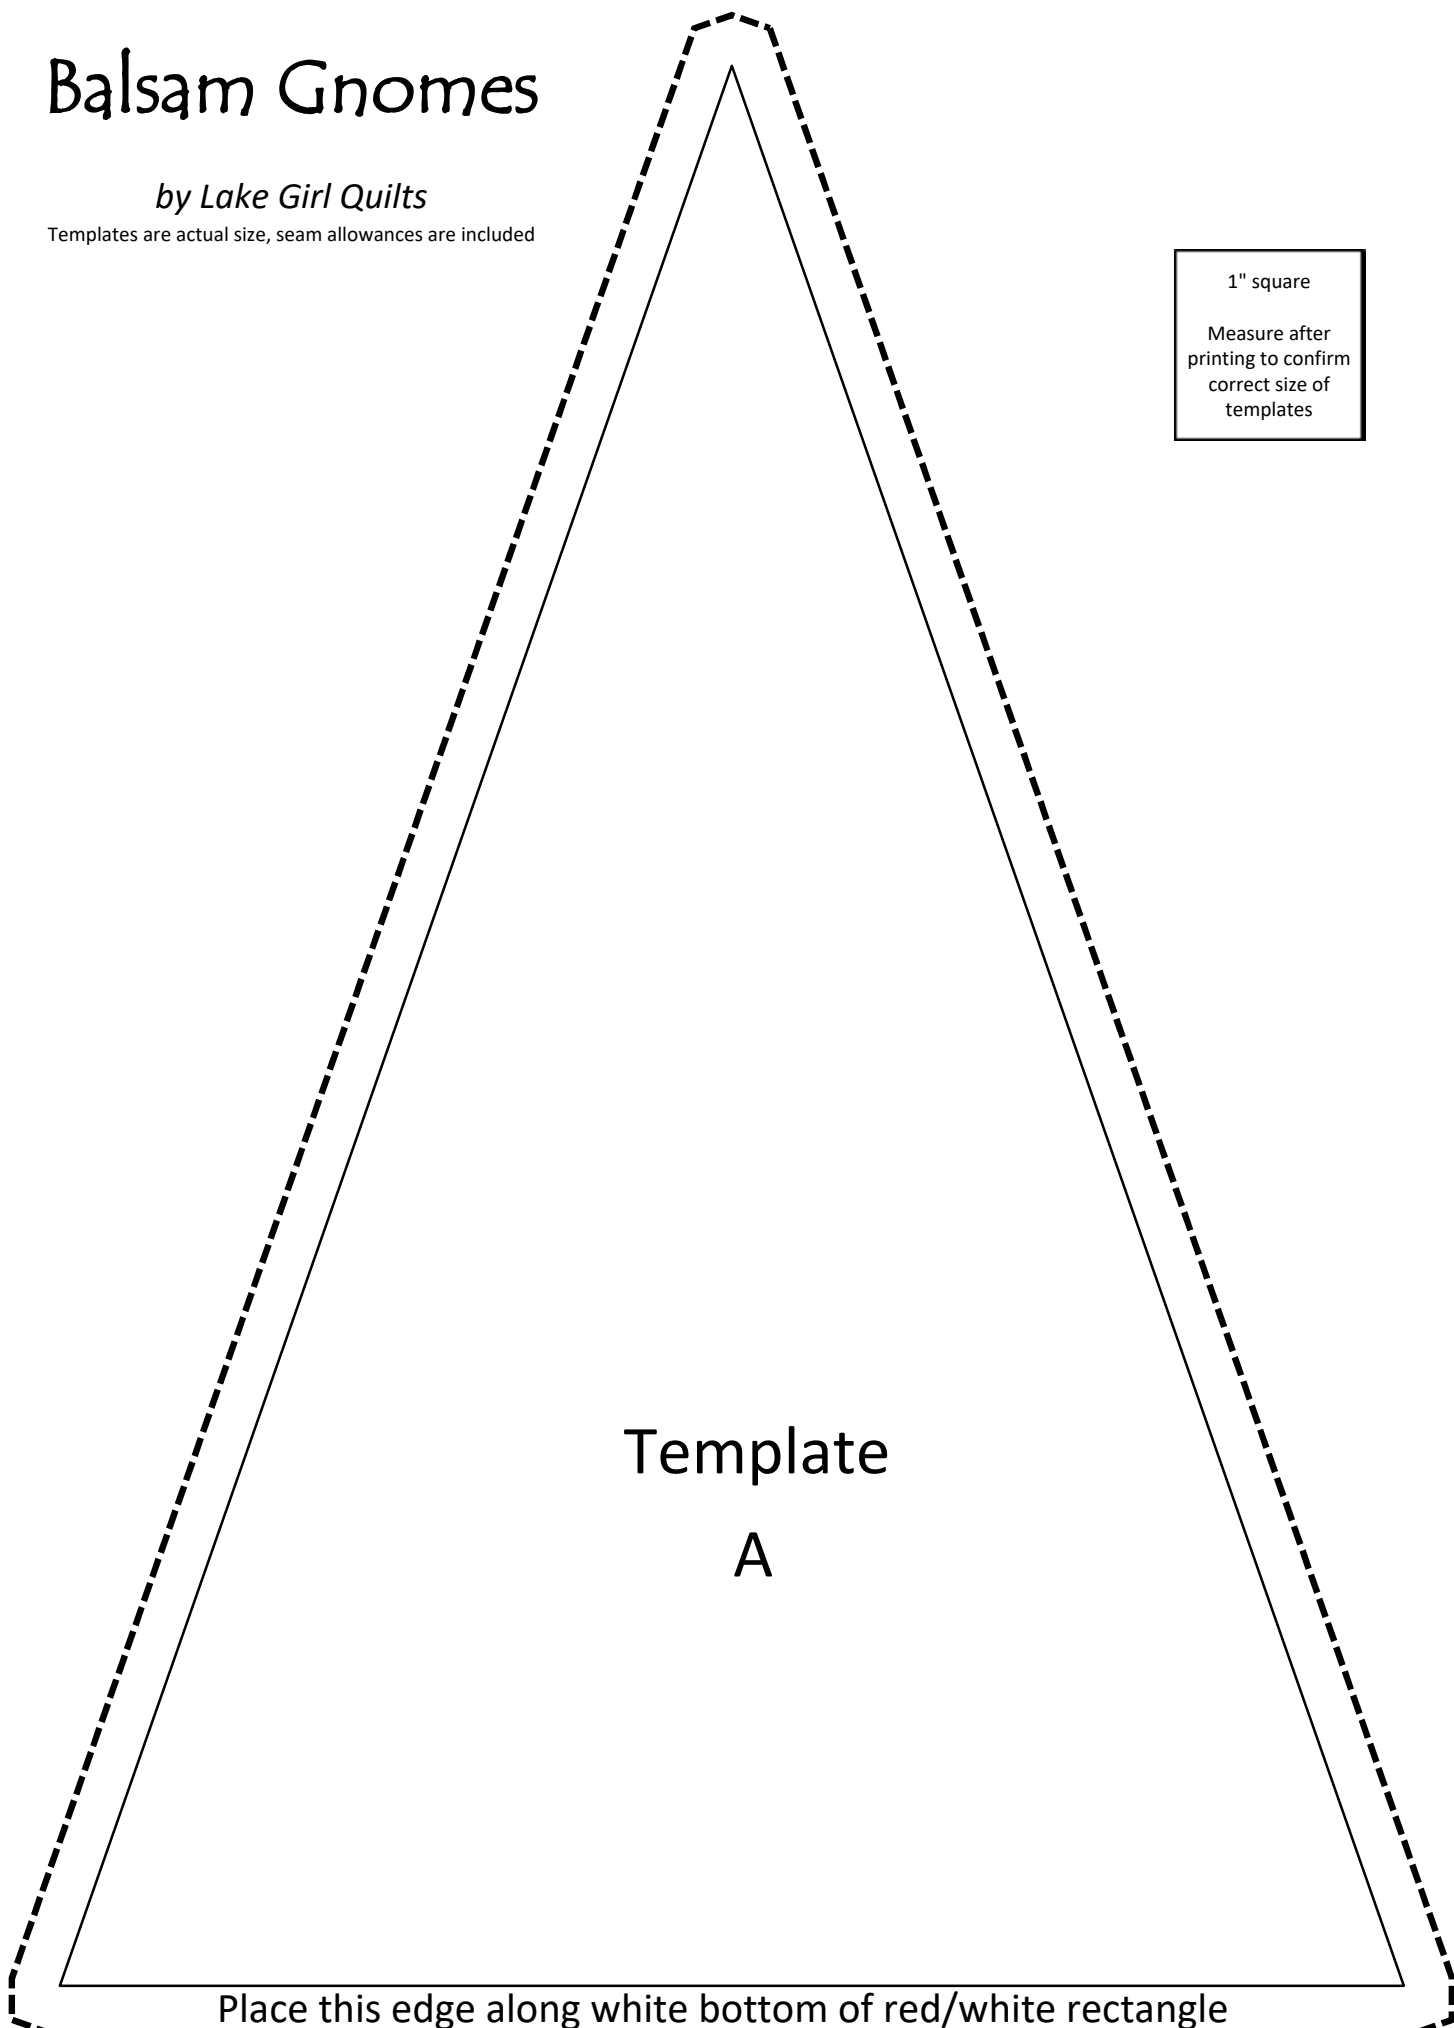 Balsam Gnomes
by Lake Girl Quilts
Templates are actual size, seam allowances are included
1" square
Measure after
printing to confirm
correct size of
templates
Template
A
Place this edge along white bottom of red/white rectangle